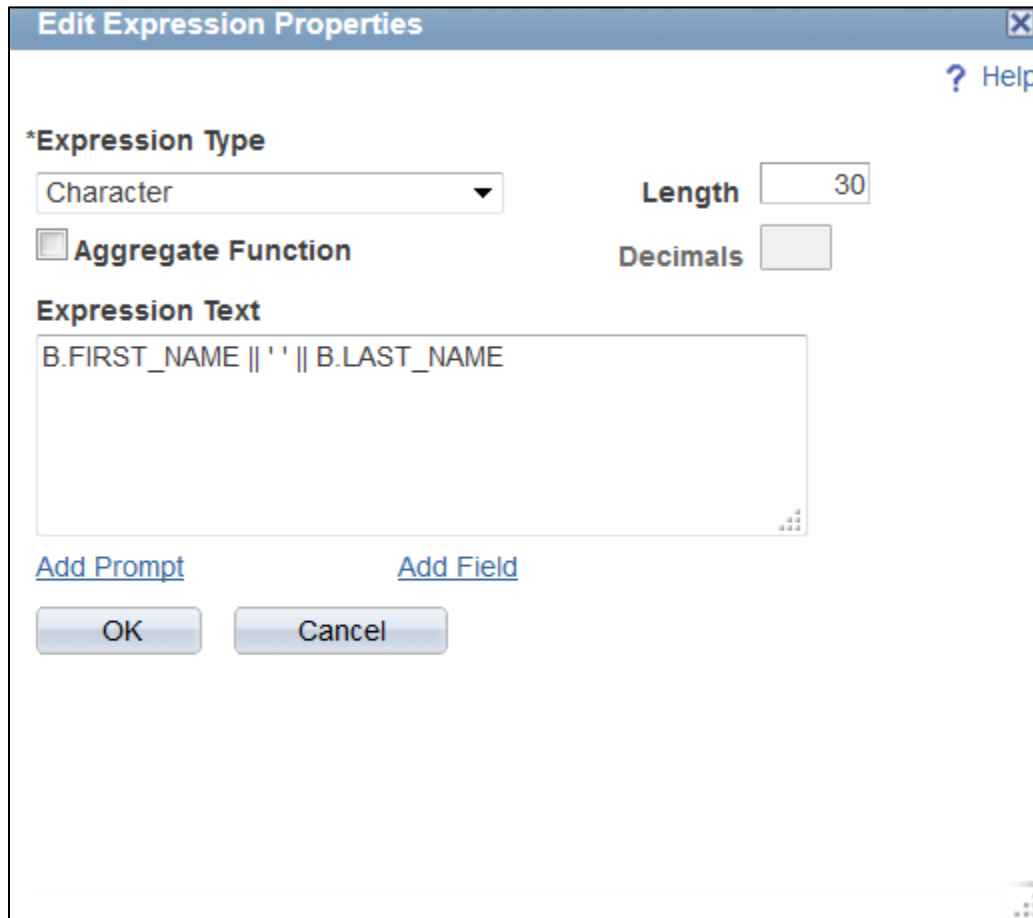 Edit Expression Properties
? Help
*Expression Type
Character
Length 30
Aggregate Function
Decimals
Expression Text
B.FIRST_NAME || ' ' || B.LAST_NAME
Add Prompt Add Field
OK Cancel